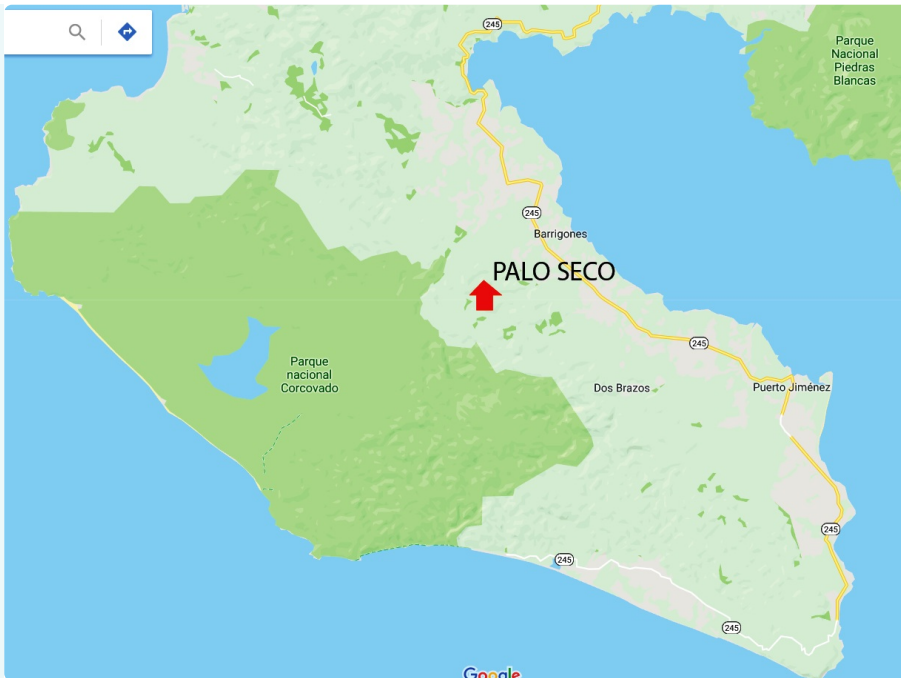 245
Parque
Nacional
Piedras
Blancas
245
Barrigones
PALO SECO
245
Parque
nacional
Corcovado
Dos Brazos
Puerto Jiménez
245
245
245
Google